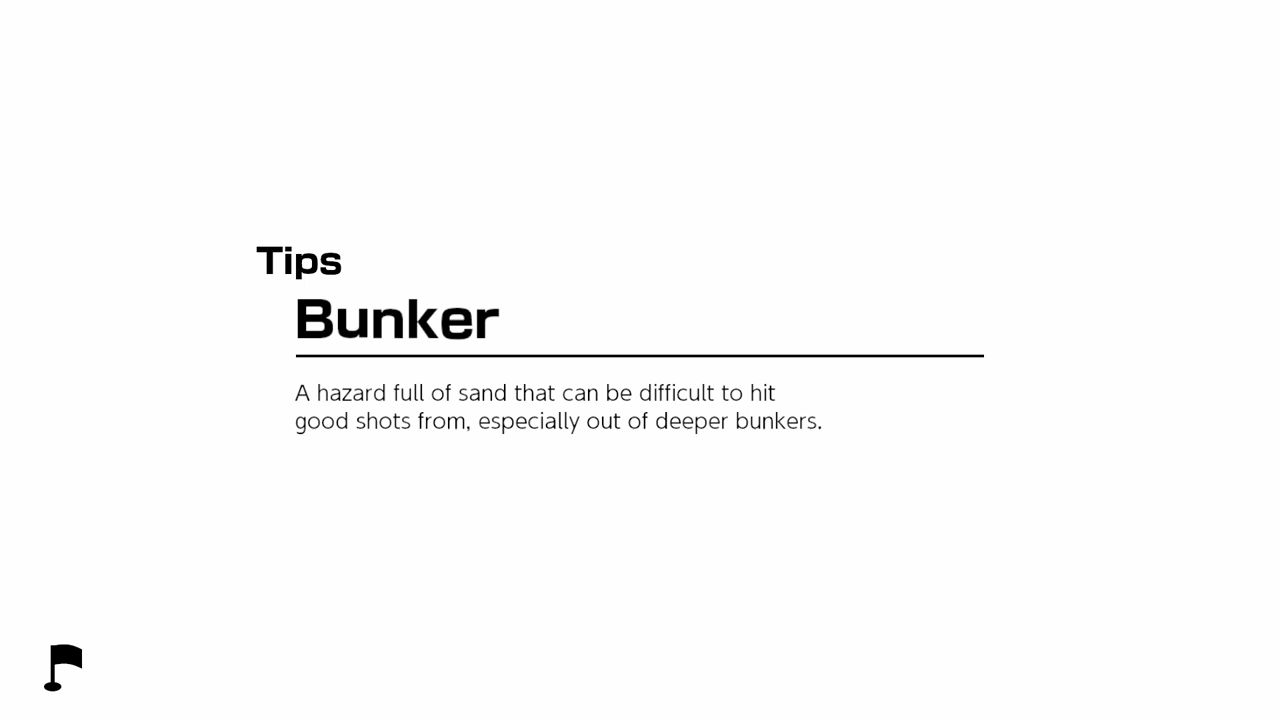 Tips
Bunker
A hazard full of sand that can be difficult to hit
good shots from, especially out of deeper bunkers.